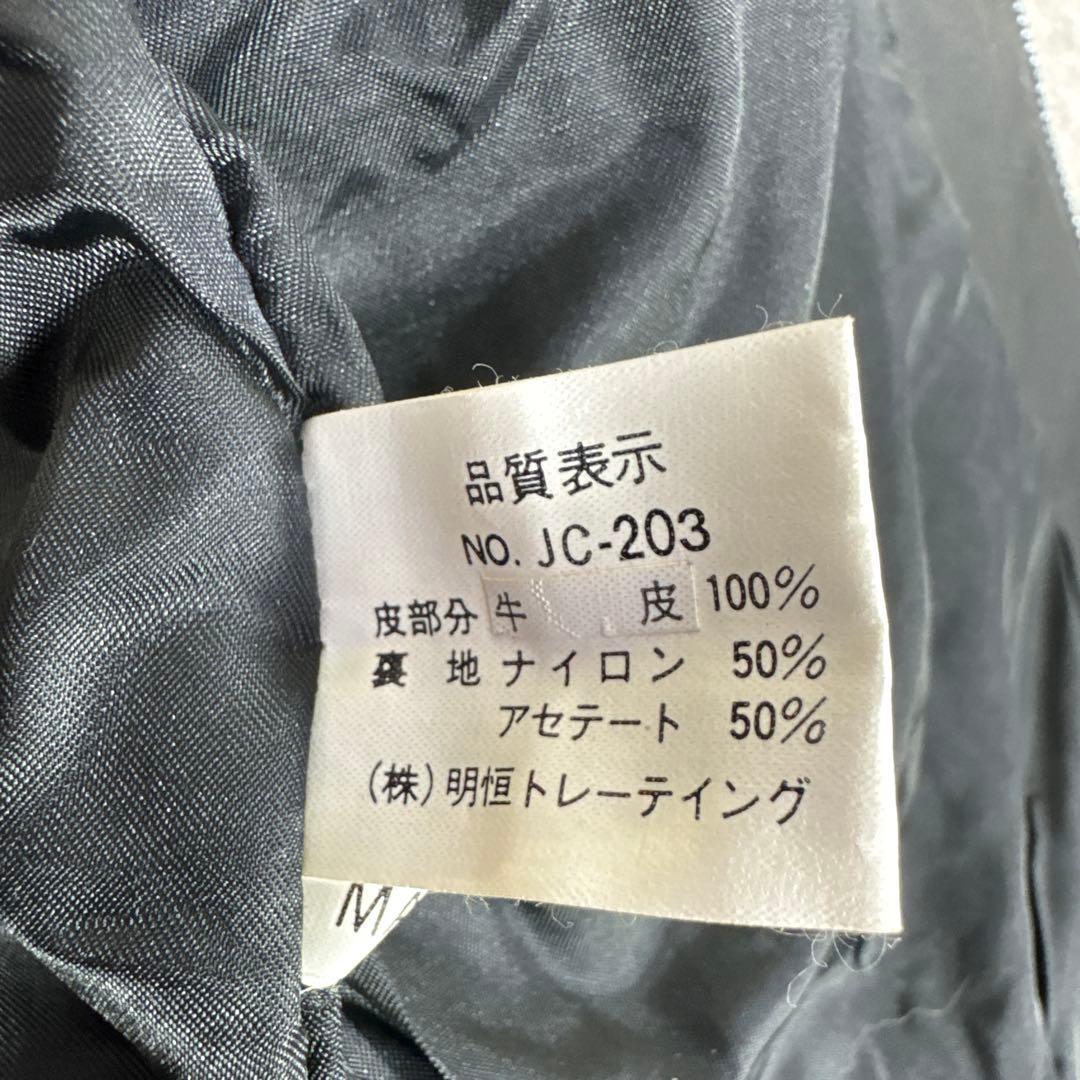 品質表示
NO. JC-203
皮部分 牛 皮 100%
裏 地 ナイロン 50%
アセテート 50%
(株)明恒トレーテイング
M